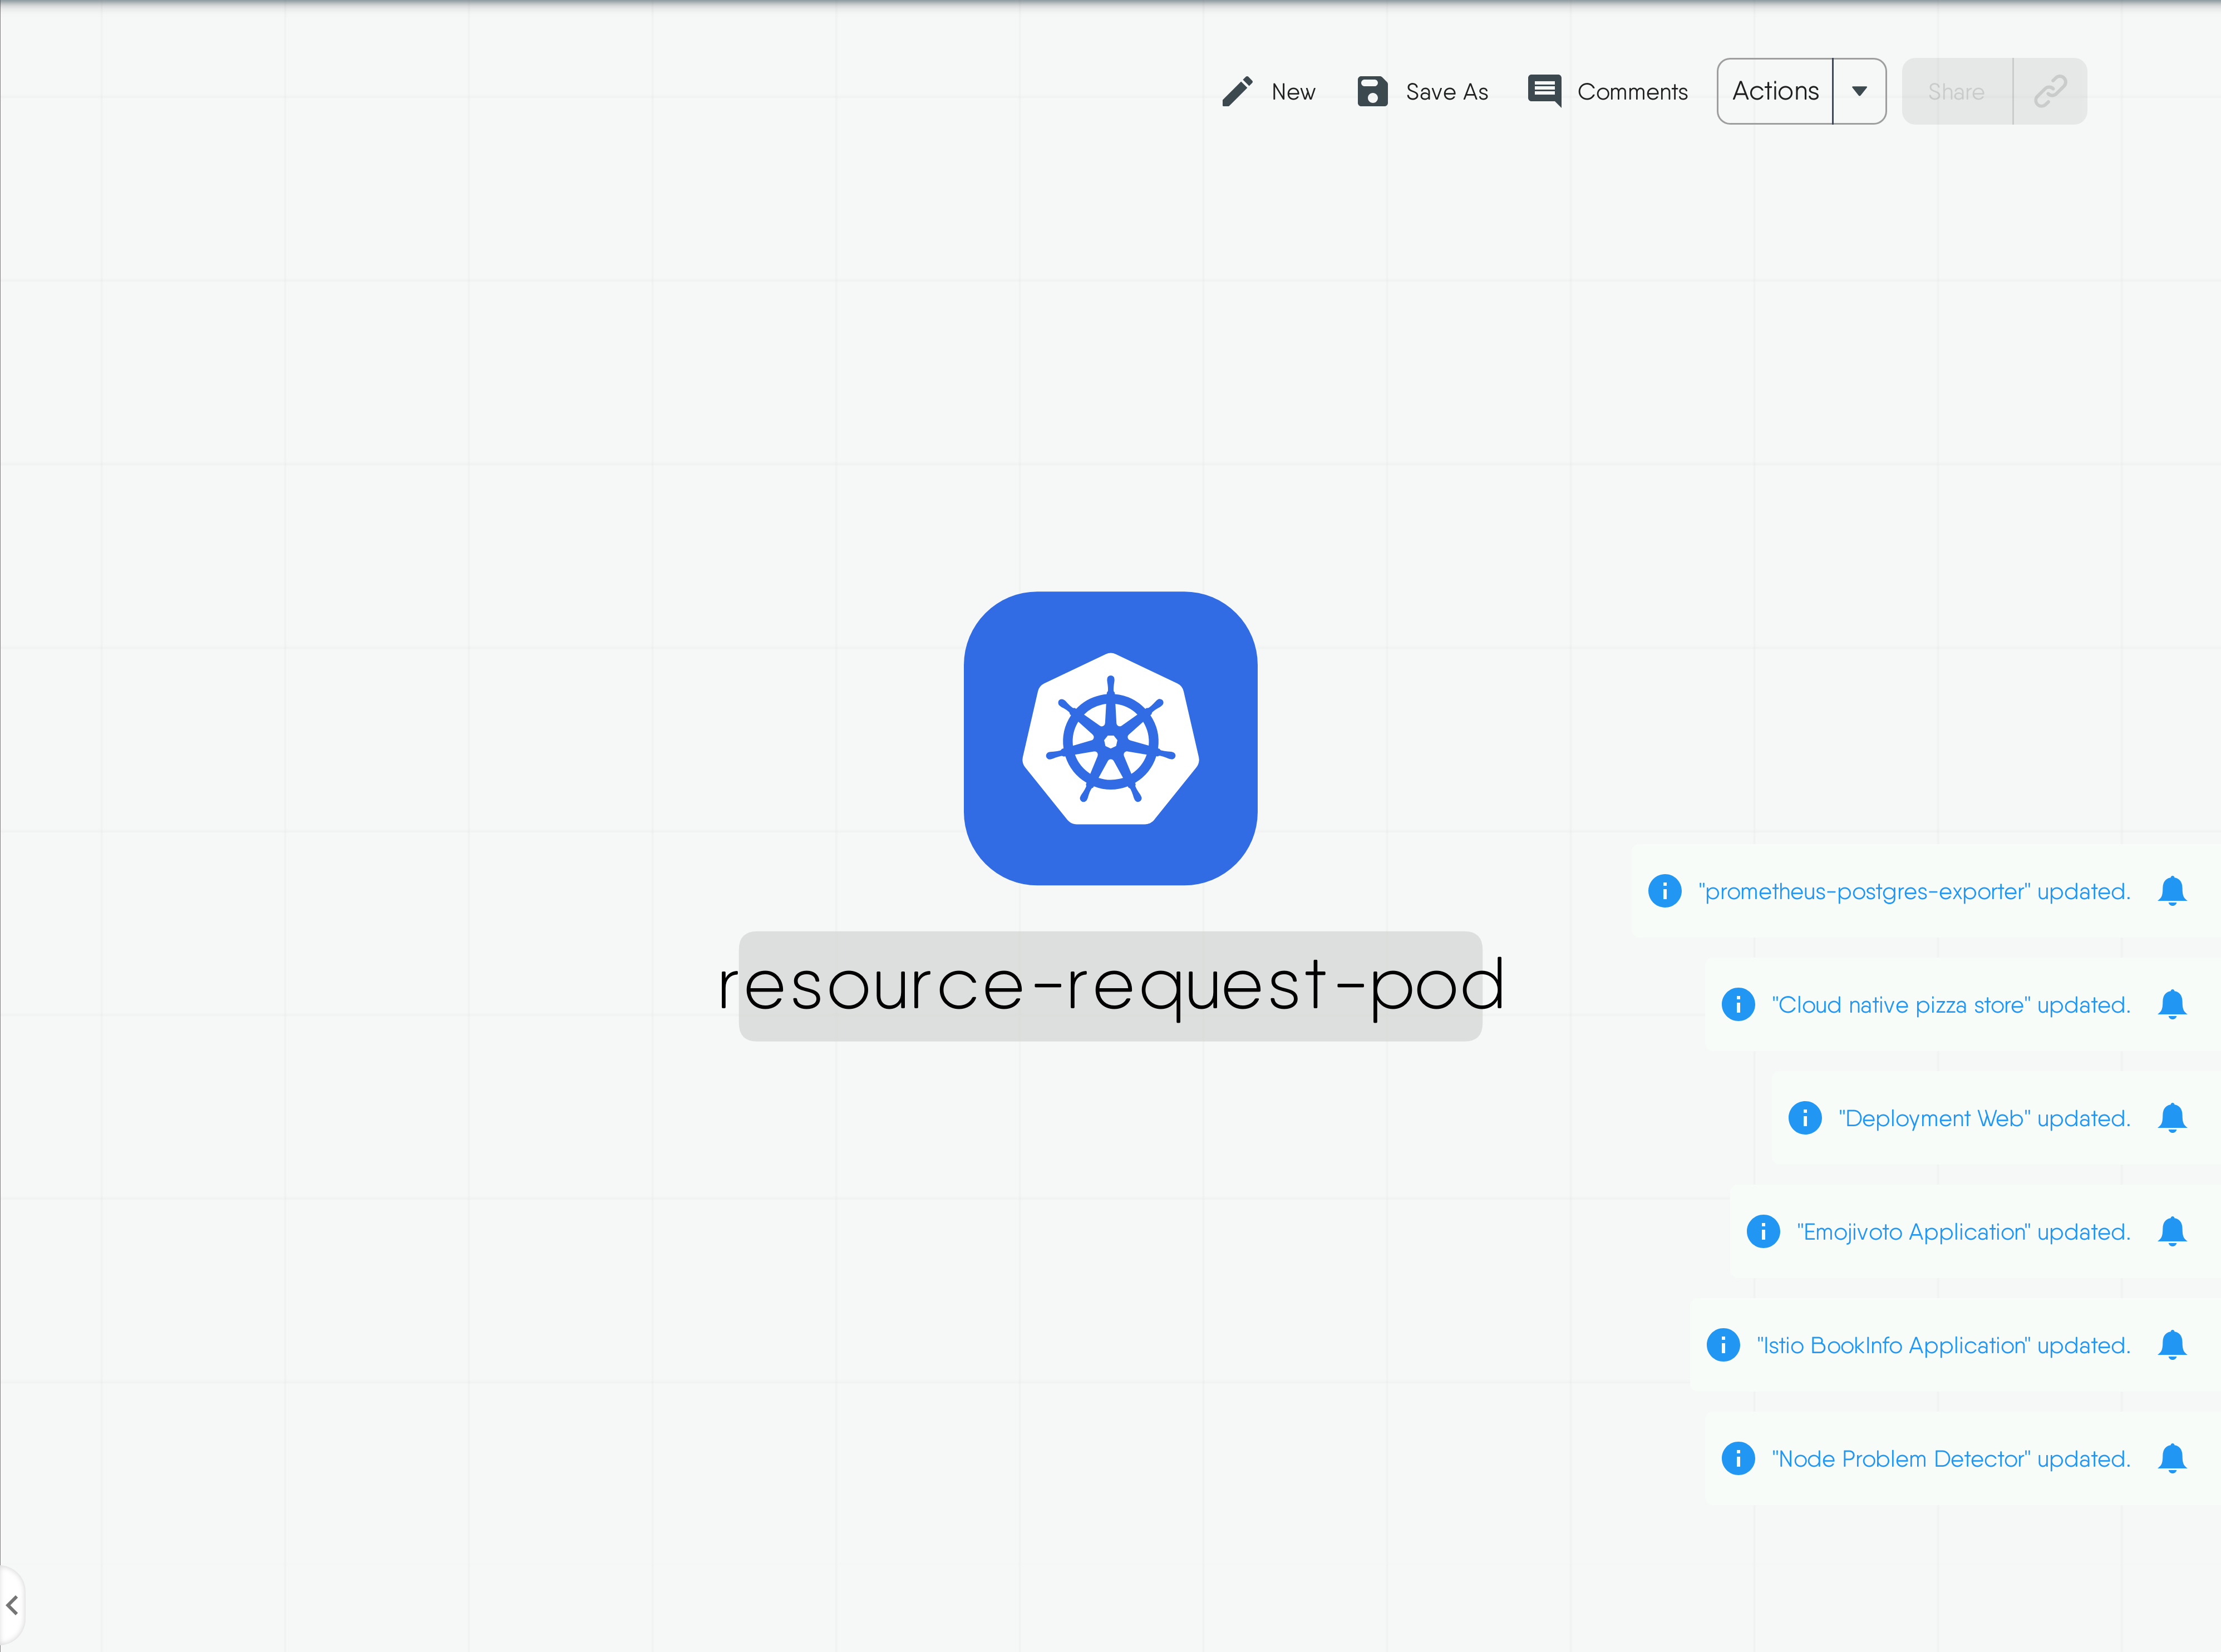 New
Save As
Comments
Actions
Share
resource-request-pod
"prometheus-postgres-exporter" updated.
"Cloud native pizza store" updated.
"Deployment Web" updated.
"Emojivoto Application" updated.
"Istio BookInfo Application" updated.
"Node Problem Detector" updated.